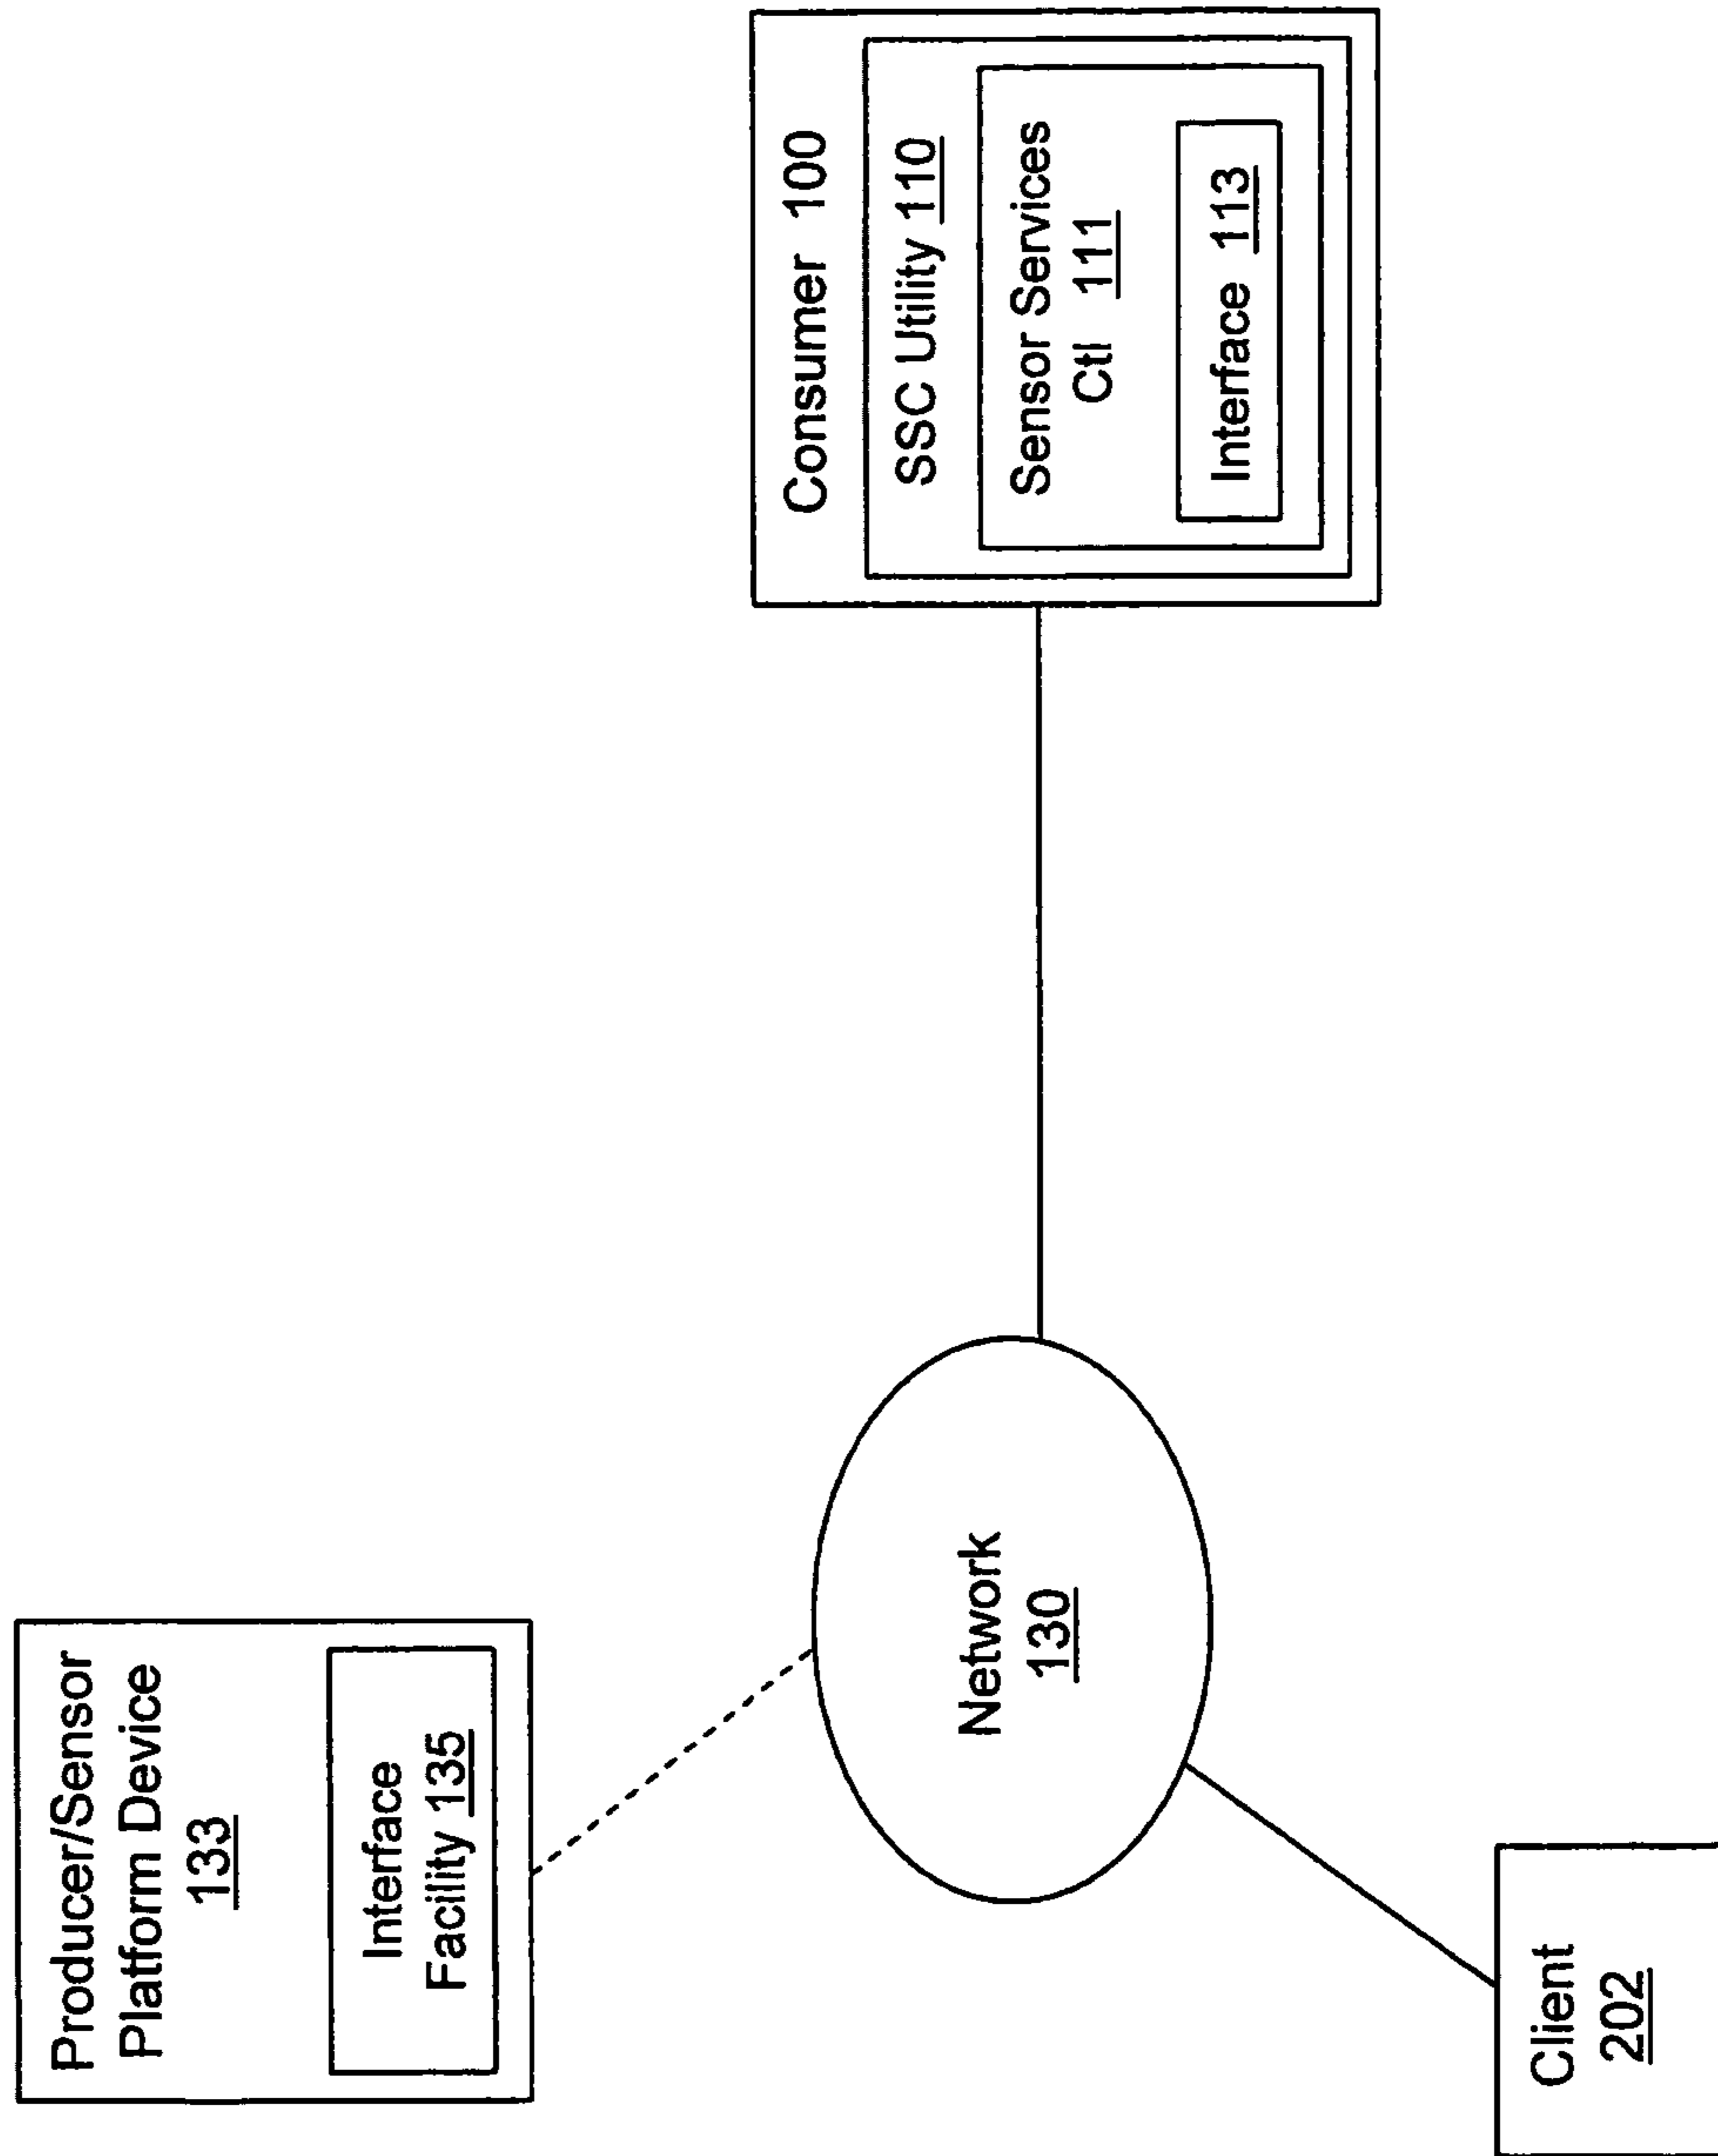 Producer/Sensor
Platform Device
133
Interface
Facility 135
Network
130
Client
202
Consumer 100
SSC Utility 110
Sensor Services
Ctl 111
Interface 113